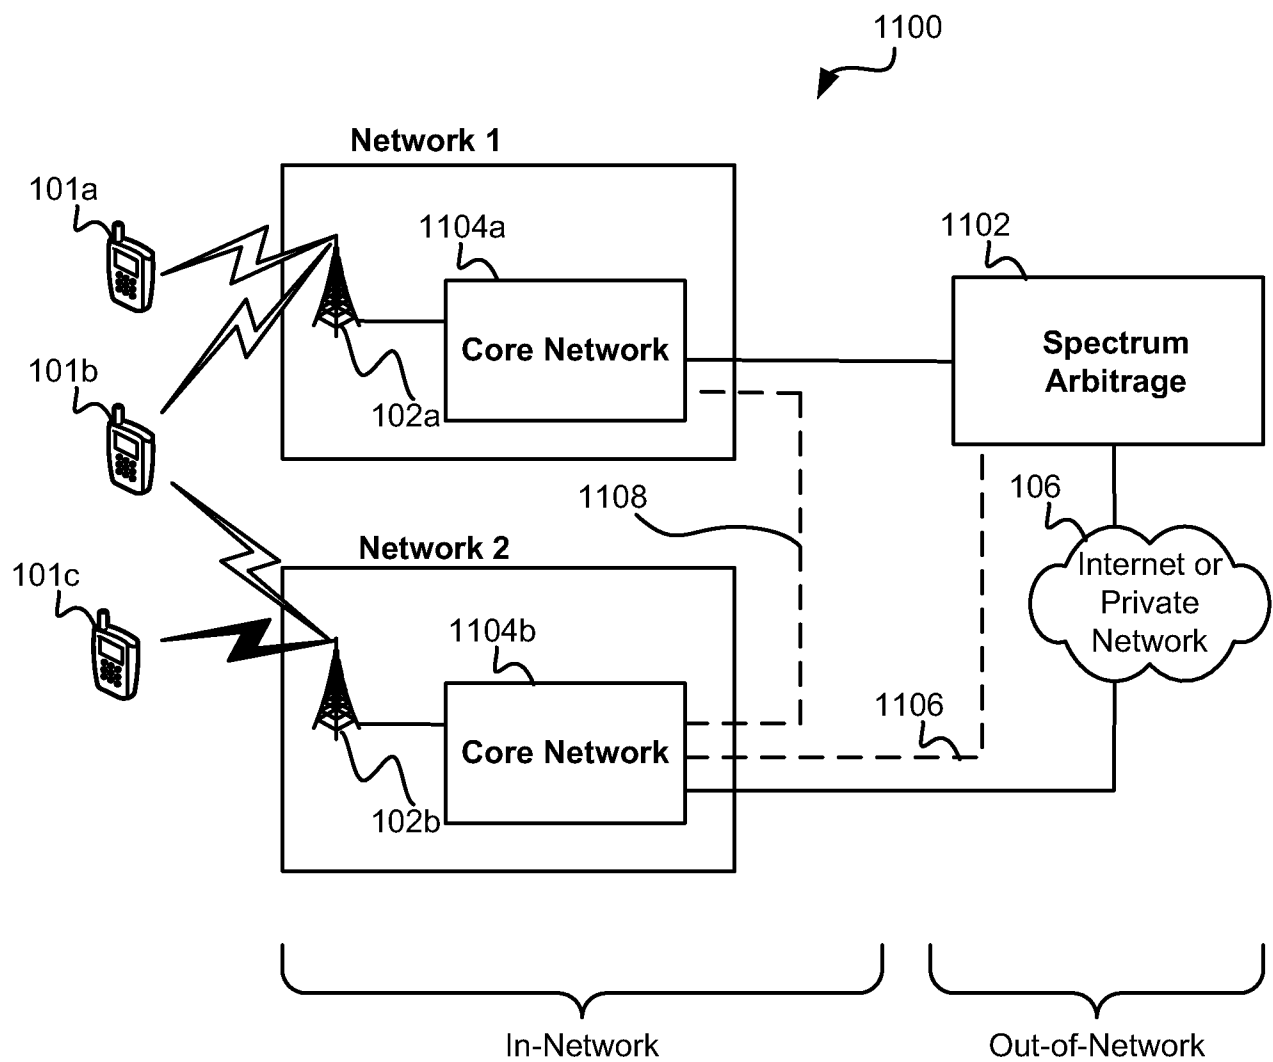 1100
Network 1
101a
1104a
1102
Core Network
Spectrum
Arbitrage
101b
102a
1108
106
Network 2
Internet or
Private
Network
101c
1104b
1106
Core Network
102b
In-Network
Out-of-Network